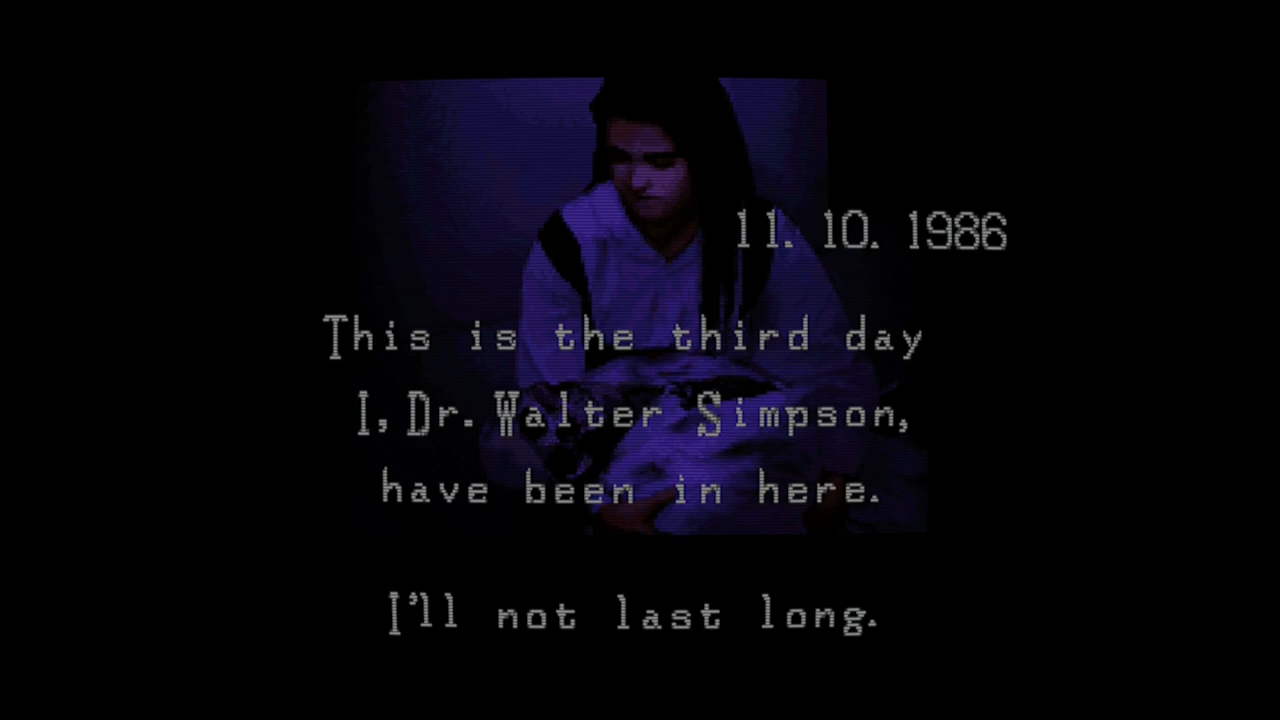 11. 10. 1986
This is the third day
I, Dr. Walter Simpson,
have been in here.
I'll not last long.